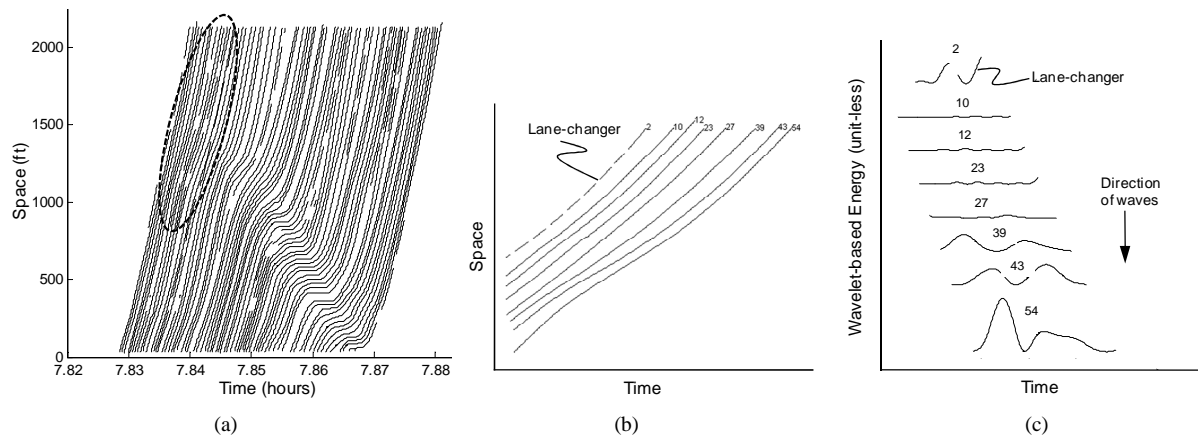 2000
1500
1000
500
0
Space (ft)
7.82 7.83 7.84 7.85 7.86 7.87 7.88
Time (hours)
(a)
Lane-changer
2 10 12 23 27 39 43 54
Space
Time
(b)
Wavelet-based Energy (unit-less)
2
Lane-changer
10
12
23
27
39
43
54
Direction
of waves
Time
(c)